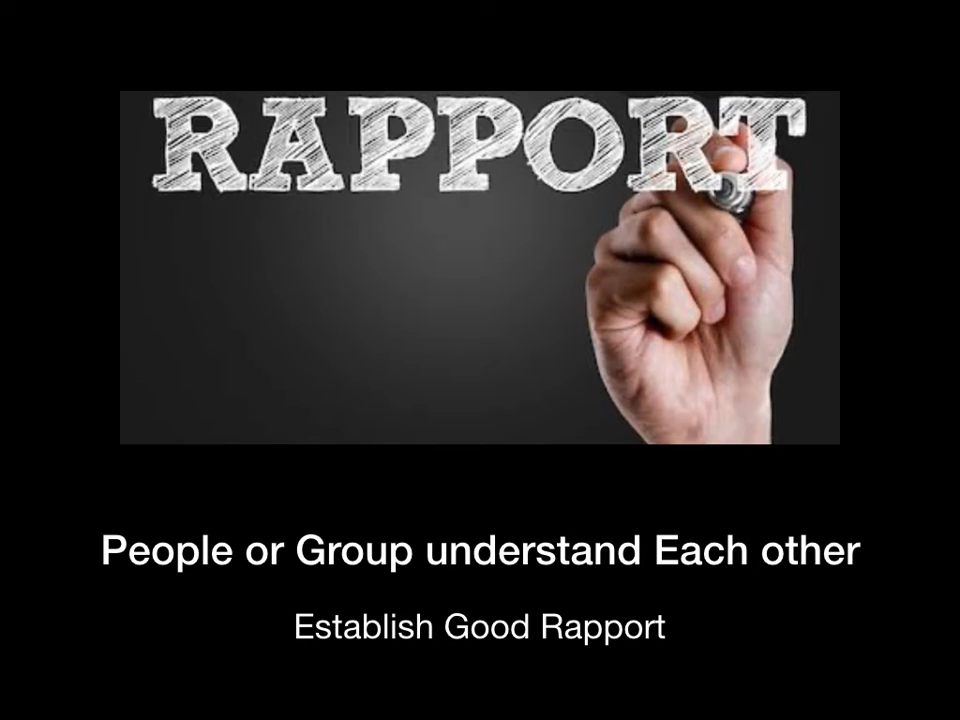 RAPPORT
People or Group understand Each other
Establish Good Rapport